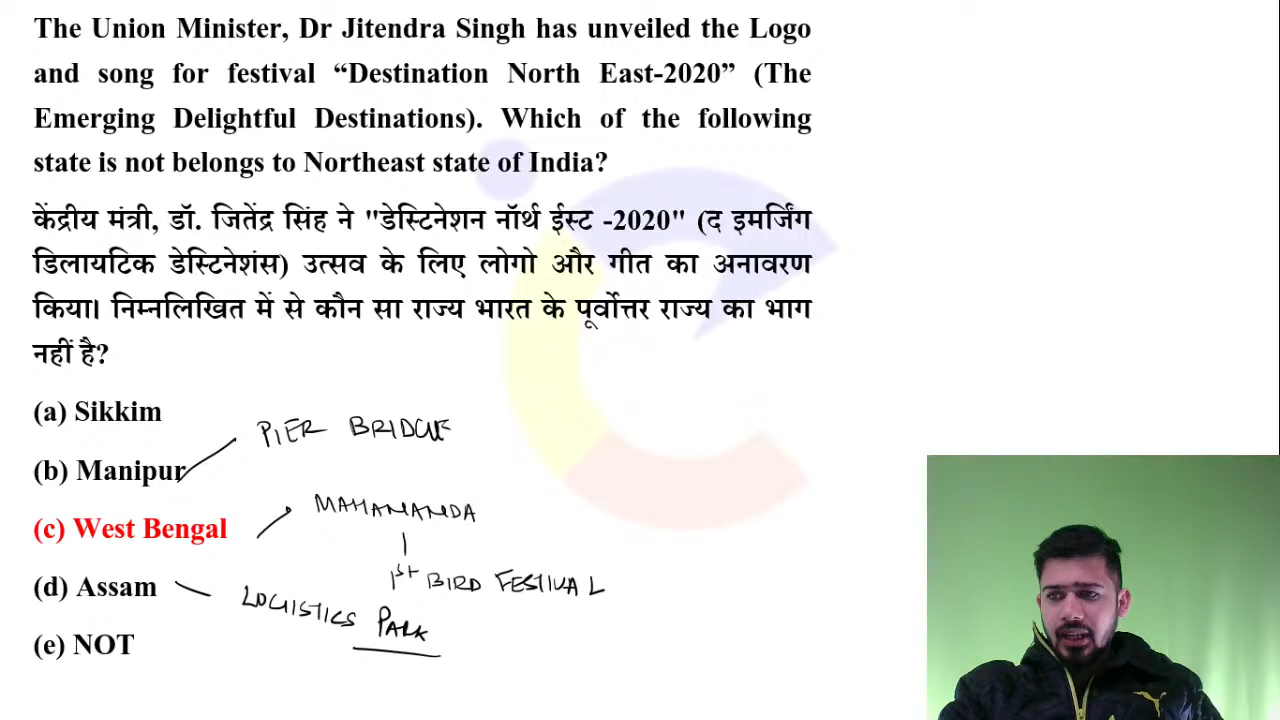 The Union Minister, Dr Jitendra Singh has unveiled the Logo
and song for festival “Destination North East-2020” (The
Emerging Delightful Destinations). Which of the following
state is not belongs to Northeast state of India?
केंद्रीय मंत्री, डॉ. जितेंद्र सिंह ने "डेस्टिनेशन नॉर्थ ईस्ट -2020" (द इमर्जिंग
डिलायटिक डेस्टिनेशंस) उत्सव के लिए लोगो और गीत का अनावरण
किया। निम्नलिखित में से कौन सा राज्य भारत के पूर्वोत्तर राज्य का भाग
नहीं है?
(a) Sikkim
PIER BRIDGE
(b) Manipur
MAHANANDA
(c) West Bengal
1st BIRD FESTIVAL
(d) Assam
LOGISTICS PARK
(e) NOT